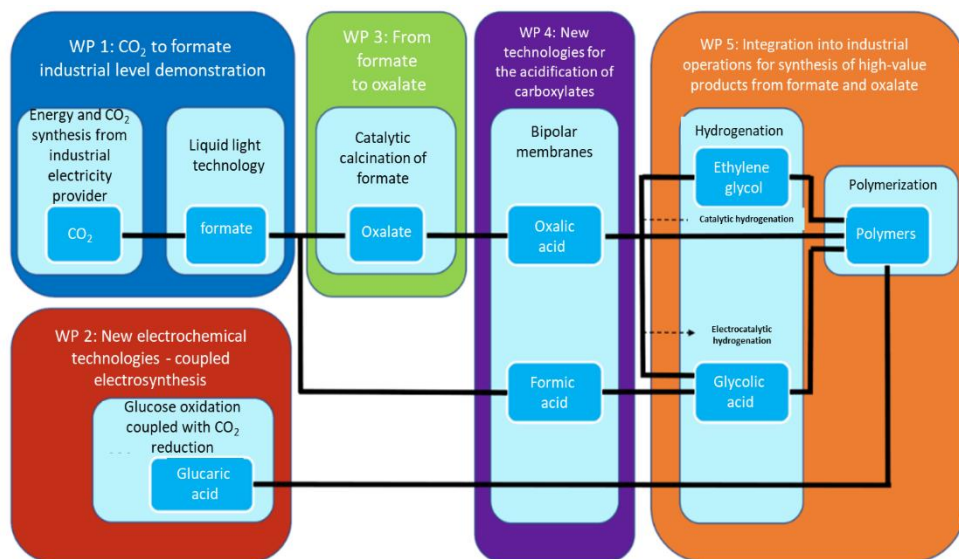 WP 1: CO2 to formate
industrial level demonstration
Energy and CO2
synthesis from
industrial
electricity
provider
CO2
Liquid light
technology
formate
WP 3: From
formate
to oxalate
Catalytic
calcination of
formate
Oxalate
WP 4: New
technologies for
the acidification of
carboxylates
Bipolar
membranes
Oxalic
acid
Formic
acid
WP 5: Integration into industrial
operations for synthesis of high-value
products from formate and oxalate
Hydrogenation
Ethylene
glycol
Catalytic hydrogenation
Electrocatalytic
hydrogenation
Glycolic
acid
Polymerization
Polymers
WP 2: New electrochemical
technologies - coupled
electrosynthesis
Glucose oxidation
coupled with CO2
reduction
...
Glucaric
acid